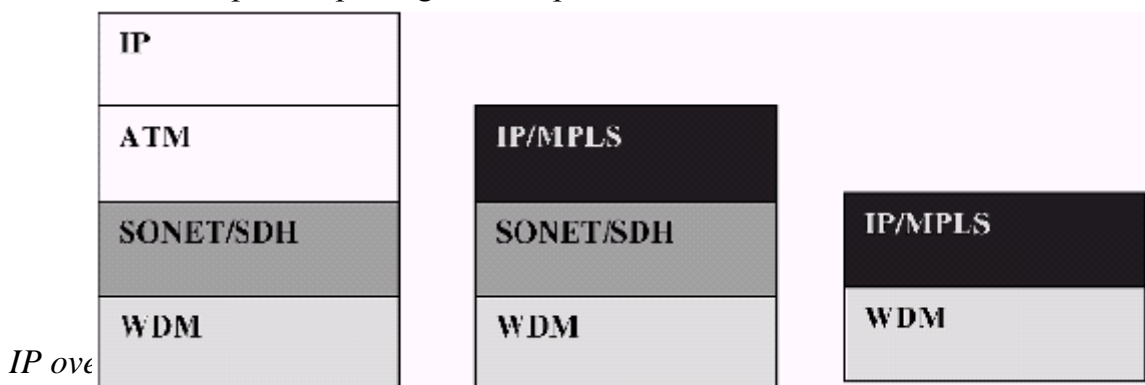 IP
ATM
SONET/SDH
WDM
IP/MPLS
SONET/SDH
WDM
IP/MPLS
WDM
IP ove